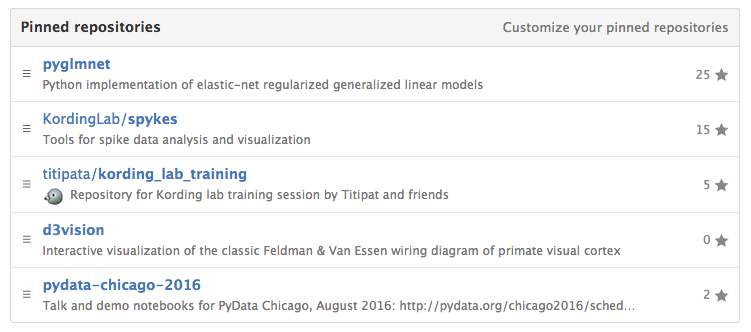 Pinned repositories Customize your pinned repositories
pyglmnet
Python implementation of elastic-net regularized generalized linear models
25
KordingLab/spykes
Tools for spike data analysis and visualization
15
titipata/kording_lab_training
Repository for Kording lab training session by Titipat and friends
5
d3vision
Interactive visualization of the classic Feldman & Van Essen wiring diagram of primate visual cortex
0
pydata-chicago-2016
Talk and demo notebooks for PyData Chicago, August 2016: http://pydata.org/chicago2016/sched...
2